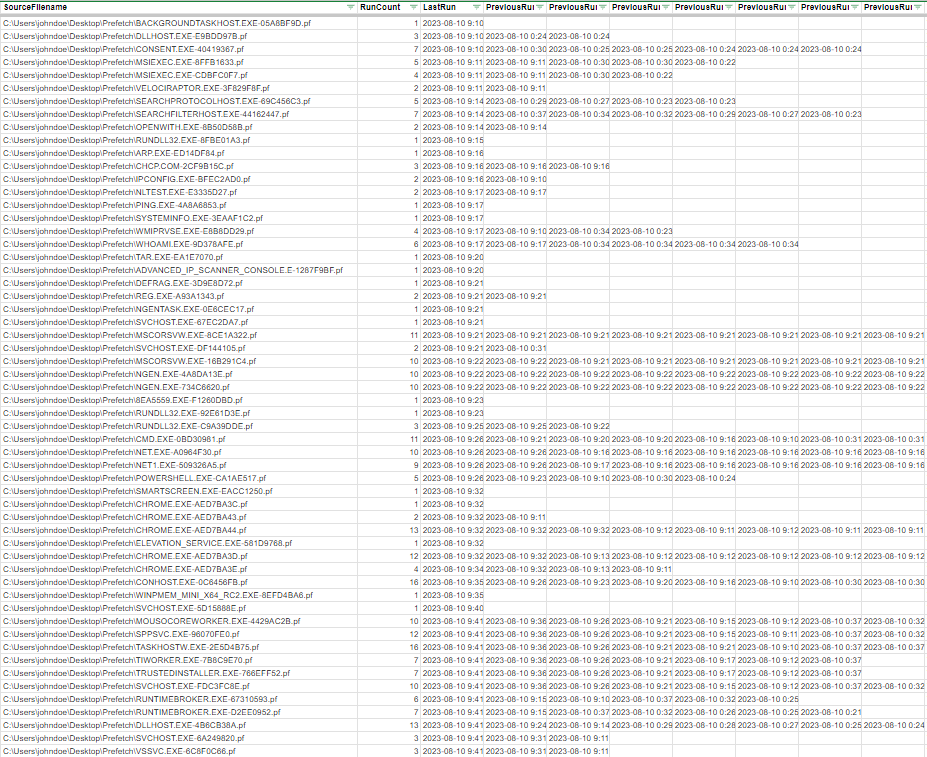 SourceFilename RunCount LastRun PreviousRu PreviousRu PreviousRu PreviousRu PreviousRu PreviousRu PreviousRu
C:\Users\johndoe\Desktop\Prefetch\BACKGROUNDTASKHOST.EXE-05A8BF9D.pf 1 2023-08-10 9:10
C:\Users\johndoe\Desktop\Prefetch\DLLHOST.EXE-E9BDD97B.pf 3 2023-08-10 9:10 2023-08-10 0:24 2023-08-10 0:24
C:\Users\johndoe\Desktop\Prefetch\CONSENT.EXE-40419367.pf 7 2023-08-10 9:10 2023-08-10 0:30 2023-08-10 0:25 2023-08-10 0:25 2023-08-10 0:24 2023-08-10 0:24 2023-08-10 0:24
C:\Users\johndoe\Desktop\Prefetch\MSIEXEC.EXE-8FFB1633.pf 5 2023-08-10 9:11 2023-08-10 9:11 2023-08-10 0:30 2023-08-10 0:30 2023-08-10 0:22
C:\Users\johndoe\Desktop\Prefetch\MSIEXEC.EXE-CDBFC0F7.pf 4 2023-08-10 9:11 2023-08-10 9:11 2023-08-10 0:30 2023-08-10 0:22
C:\Users\johndoe\Desktop\Prefetch\VELOCIRAPTOR.EXE-3F829F8F.pf 2 2023-08-10 9:11 2023-08-10 9:11
C:\Users\johndoe\Desktop\Prefetch\SEARCHPROTOCOLHOST.EXE-69C456C3.pf 5 2023-08-10 9:14 2023-08-10 0:29 2023-08-10 0:27 2023-08-10 0:23 2023-08-10 0:23
C:\Users\johndoe\Desktop\Prefetch\SEARCHFILTERHOST.EXE-44162447.pf 7 2023-08-10 9:14 2023-08-10 0:37 2023-08-10 0:34 2023-08-10 0:32 2023-08-10 0:29 2023-08-10 0:27 2023-08-10 0:23
C:\Users\johndoe\Desktop\Prefetch\OPENWITH.EXE-8B50D58B.pf 2 2023-08-10 9:14 2023-08-10 9:14
C:\Users\johndoe\Desktop\Prefetch\RUNDLL32.EXE-8FBE01A3.pf 1 2023-08-10 9:15
C:\Users\johndoe\Desktop\Prefetch\ARP.EXE-ED14DF84.pf 1 2023-08-10 9:16
C:\Users\johndoe\Desktop\Prefetch\CHCP.COM-2CF9B15C.pf 3 2023-08-10 9:16 2023-08-10 9:16 2023-08-10 9:16
C:\Users\johndoe\Desktop\Prefetch\IPCONFIG.EXE-BFEC2AD0.pf 2 2023-08-10 9:16 2023-08-10 9:10
C:\Users\johndoe\Desktop\Prefetch\NLTEST.EXE-E3335D27.pf 2 2023-08-10 9:17 2023-08-10 9:17
C:\Users\johndoe\Desktop\Prefetch\PING.EXE-4A8A6853.pf 1 2023-08-10 9:17
C:\Users\johndoe\Desktop\Prefetch\SYSTEMINFO.EXE-3EAAF1C2.pf 1 2023-08-10 9:17
C:\Users\johndoe\Desktop\Prefetch\WMIPRVSE.EXE-E8B8DD29.pf 4 2023-08-10 9:17 2023-08-10 9:10 2023-08-10 0:34 2023-08-10 0:23
C:\Users\johndoe\Desktop\Prefetch\WHOAMI.EXE-9D378AFE.pf 6 2023-08-10 9:17 2023-08-10 9:17 2023-08-10 0:34 2023-08-10 0:34 2023-08-10 0:34 2023-08-10 0:34
C:\Users\johndoe\Desktop\Prefetch\TAR.EXE-EA1E7070.pf 1 2023-08-10 9:20
C:\Users\johndoe\Desktop\Prefetch\ADVANCED_IP_SCANNER_CONSOLE.E-1287F9BF.pf 1 2023-08-10 9:20
C:\Users\johndoe\Desktop\Prefetch\DEFRAG.EXE-3D9E8D72.pf 1 2023-08-10 9:21
C:\Users\johndoe\Desktop\Prefetch\REG.EXE-A93A1343.pf 2 2023-08-10 9:21 2023-08-10 9:21
C:\Users\johndoe\Desktop\Prefetch\NGENTASK.EXE-0E6CEC17.pf 1 2023-08-10 9:21
C:\Users\johndoe\Desktop\Prefetch\SVCHOST.EXE-67EC2DA7.pf 1 2023-08-10 9:21
C:\Users\johndoe\Desktop\Prefetch\MSCORSVW.EXE-8CE1A322.pf 11 2023-08-10 9:21 2023-08-10 9:21 2023-08-10 9:21 2023-08-10 9:21 2023-08-10 9:21 2023-08-10 9:21 2023-08-10 9:21 2023-08-10 9:21
C:\Users\johndoe\Desktop\Prefetch\SVCHOST.EXE-DF144105.pf 2 2023-08-10 9:21 2023-08-10 0:31
C:\Users\johndoe\Desktop\Prefetch\MSCORSVW.EXE-16B291C4.pf 10 2023-08-10 9:22 2023-08-10 9:22 2023-08-10 9:21 2023-08-10 9:21 2023-08-10 9:21 2023-08-10 9:21 2023-08-10 9:21 2023-08-10 9:21
C:\Users\johndoe\Desktop\Prefetch\NGEN.EXE-4A8DA13E.pf 10 2023-08-10 9:22 2023-08-10 9:22 2023-08-10 9:22 2023-08-10 9:22 2023-08-10 9:22 2023-08-10 9:22 2023-08-10 9:22 2023-08-10 9:22
C:\Users\johndoe\Desktop\Prefetch\NGEN.EXE-734C6620.pf 10 2023-08-10 9:22 2023-08-10 9:22 2023-08-10 9:22 2023-08-10 9:22 2023-08-10 9:22 2023-08-10 9:22 2023-08-10 9:22 2023-08-10 9:22
C:\Users\johndoe\Desktop\Prefetch\8EA5559.EXE-F1260DBD.pf 1 2023-08-10 9:23
C:\Users\johndoe\Desktop\Prefetch\RUNDLL32.EXE-92E61D3E.pf 1 2023-08-10 9:23
C:\Users\johndoe\Desktop\Prefetch\RUNDLL32.EXE-C9A39DDE.pf 3 2023-08-10 9:25 2023-08-10 9:25 2023-08-10 9:22
C:\Users\johndoe\Desktop\Prefetch\CMD.EXE-0BD30981.pf 11 2023-08-10 9:26 2023-08-10 9:21 2023-08-10 9:20 2023-08-10 9:20 2023-08-10 9:16 2023-08-10 9:10 2023-08-10 0:31 2023-08-10 0:31
C:\Users\johndoe\Desktop\Prefetch\NET.EXE-A0964F30.pf 10 2023-08-10 9:26 2023-08-10 9:26 2023-08-10 9:16 2023-08-10 9:16 2023-08-10 9:16 2023-08-10 9:16 2023-08-10 9:16 2023-08-10 9:16
C:\Users\johndoe\Desktop\Prefetch\NET1.EXE-509326A5.pf 9 2023-08-10 9:26 2023-08-10 9:26 2023-08-10 9:17 2023-08-10 9:16 2023-08-10 9:16 2023-08-10 9:16 2023-08-10 9:16 2023-08-10 9:16
C:\Users\johndoe\Desktop\Prefetch\POWERSHELL.EXE-CA1AE517.pf 5 2023-08-10 9:26 2023-08-10 9:23 2023-08-10 9:10 2023-08-10 0:30 2023-08-10 0:24
C:\Users\johndoe\Desktop\Prefetch\SMARTSCREEN.EXE-EACC1250.pf 1 2023-08-10 9:32
C:\Users\johndoe\Desktop\Prefetch\CHROME.EXE-AED7BA3C.pf 1 2023-08-10 9:32
C:\Users\johndoe\Desktop\Prefetch\CHROME.EXE-AED7BA43.pf 2 2023-08-10 9:32 2023-08-10 9:11
C:\Users\johndoe\Desktop\Prefetch\CHROME.EXE-AED7BA44.pf 13 2023-08-10 9:32 2023-08-10 9:32 2023-08-10 9:32 2023-08-10 9:12 2023-08-10 9:11 2023-08-10 9:12 2023-08-10 9:11 2023-08-10 9:11
C:\Users\johndoe\Desktop\Prefetch\ELEVATION_SERVICE.EXE-581D9768.pf 1 2023-08-10 9:32
C:\Users\johndoe\Desktop\Prefetch\CHROME.EXE-AED7BA3D.pf 12 2023-08-10 9:32 2023-08-10 9:32 2023-08-10 9:13 2023-08-10 9:12 2023-08-10 9:12 2023-08-10 9:12 2023-08-10 9:12 2023-08-10 9:12
C:\Users\johndoe\Desktop\Prefetch\CHROME.EXE-AED7BA3E.pf 4 2023-08-10 9:34 2023-08-10 9:32 2023-08-10 9:13 2023-08-10 9:11
C:\Users\johndoe\Desktop\Prefetch\CONHOST.EXE-0C6456FB.pf 16 2023-08-10 9:35 2023-08-10 9:26 2023-08-10 9:23 2023-08-10 9:20 2023-08-10 9:16 2023-08-10 9:10 2023-08-10 0:30 2023-08-10 0:30
C:\Users\johndoe\Desktop\Prefetch\WINPMEM_MINI_X64_RC2.EXE-8EFD4BA6.pf 1 2023-08-10 9:35
C:\Users\johndoe\Desktop\Prefetch\SVCHOST.EXE-5D15888E.pf 1 2023-08-10 9:40
C:\Users\johndoe\Desktop\Prefetch\MOUSOCOREWORKER.EXE-4429AC2B.pf 10 2023-08-10 9:41 2023-08-10 9:36 2023-08-10 9:26 2023-08-10 9:21 2023-08-10 9:15 2023-08-10 9:12 2023-08-10 0:37 2023-08-10 0:32
C:\Users\johndoe\Desktop\Prefetch\SPPSVC.EXE-96070FE0.pf 12 2023-08-10 9:41 2023-08-10 9:36 2023-08-10 9:26 2023-08-10 9:21 2023-08-10 9:15 2023-08-10 9:11 2023-08-10 0:37 2023-08-10 0:32
C:\Users\johndoe\Desktop\Prefetch\TASKHOSTW.EXE-2E5D4B75.pf 16 2023-08-10 9:41 2023-08-10 9:36 2023-08-10 9:26 2023-08-10 9:21 2023-08-10 9:21 2023-08-10 9:10 2023-08-10 0:37 2023-08-10 0:37
C:\Users\johndoe\Desktop\Prefetch\TIWORKER.EXE-7B8C9E70.pf 7 2023-08-10 9:41 2023-08-10 9:36 2023-08-10 9:26 2023-08-10 9:21 2023-08-10 9:17 2023-08-10 9:12 2023-08-10 0:37
C:\Users\johndoe\Desktop\Prefetch\TRUSTEDINSTALLER.EXE-766EFF52.pf 7 2023-08-10 9:41 2023-08-10 9:36 2023-08-10 9:26 2023-08-10 9:21 2023-08-10 9:17 2023-08-10 9:12 2023-08-10 0:37
C:\Users\johndoe\Desktop\Prefetch\SVCHOST.EXE-FDC3FC8E.pf 10 2023-08-10 9:41 2023-08-10 9:36 2023-08-10 9:26 2023-08-10 9:21 2023-08-10 9:15 2023-08-10 9:12 2023-08-10 0:37 2023-08-10 0:32
C:\Users\johndoe\Desktop\Prefetch\RUNTIMEBROKER.EXE-67310593.pf 6 2023-08-10 9:41 2023-08-10 9:15 2023-08-10 9:10 2023-08-10 0:37 2023-08-10 0:32 2023-08-10 0:25
C:\Users\johndoe\Desktop\Prefetch\RUNTIMEBROKER.EXE-D2EE0952.pf 7 2023-08-10 9:41 2023-08-10 9:15 2023-08-10 0:37 2023-08-10 0:32 2023-08-10 0:26 2023-08-10 0:25 2023-08-10 0:21
C:\Users\johndoe\Desktop\Prefetch\DLLHOST.EXE-4B6CB38A.pf 13 2023-08-10 9:41 2023-08-10 9:24 2023-08-10 9:14 2023-08-10 0:29 2023-08-10 0:28 2023-08-10 0:27 2023-08-10 0:25 2023-08-10 0:24
C:\Users\johndoe\Desktop\Prefetch\SVCHOST.EXE-6A249820.pf 3 2023-08-10 9:41 2023-08-10 9:31 2023-08-10 9:11
C:\Users\johndoe\Desktop\Prefetch\VSSVC.EXE-6C8F0C66.pf 3 2023-08-10 9:41 2023-08-10 9:31 2023-08-10 9:11